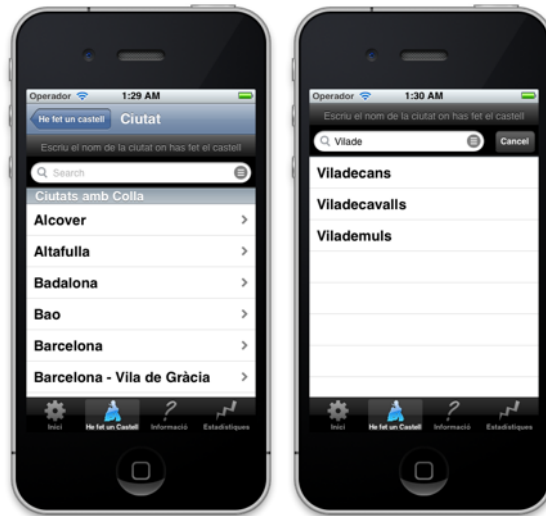 Operador 1:29 AM
He fet un castell Ciutat
Escriu el nom de la ciutat on has fet el castell
Search
Ciutats amb Colla
Alcover
Altafulla
Badalona
Bao
Barcelona
Barcelona - Vila de Gràcia
Inici He fet un Castell Informació Estadístiques
Operador 1:30 AM
Escriu el nom de la ciutat on has fet el castell
Vilade Cancel
Viladecans
Viladecavalls
Vilademuls
Inici He fet un Castell Informació Estadístiques